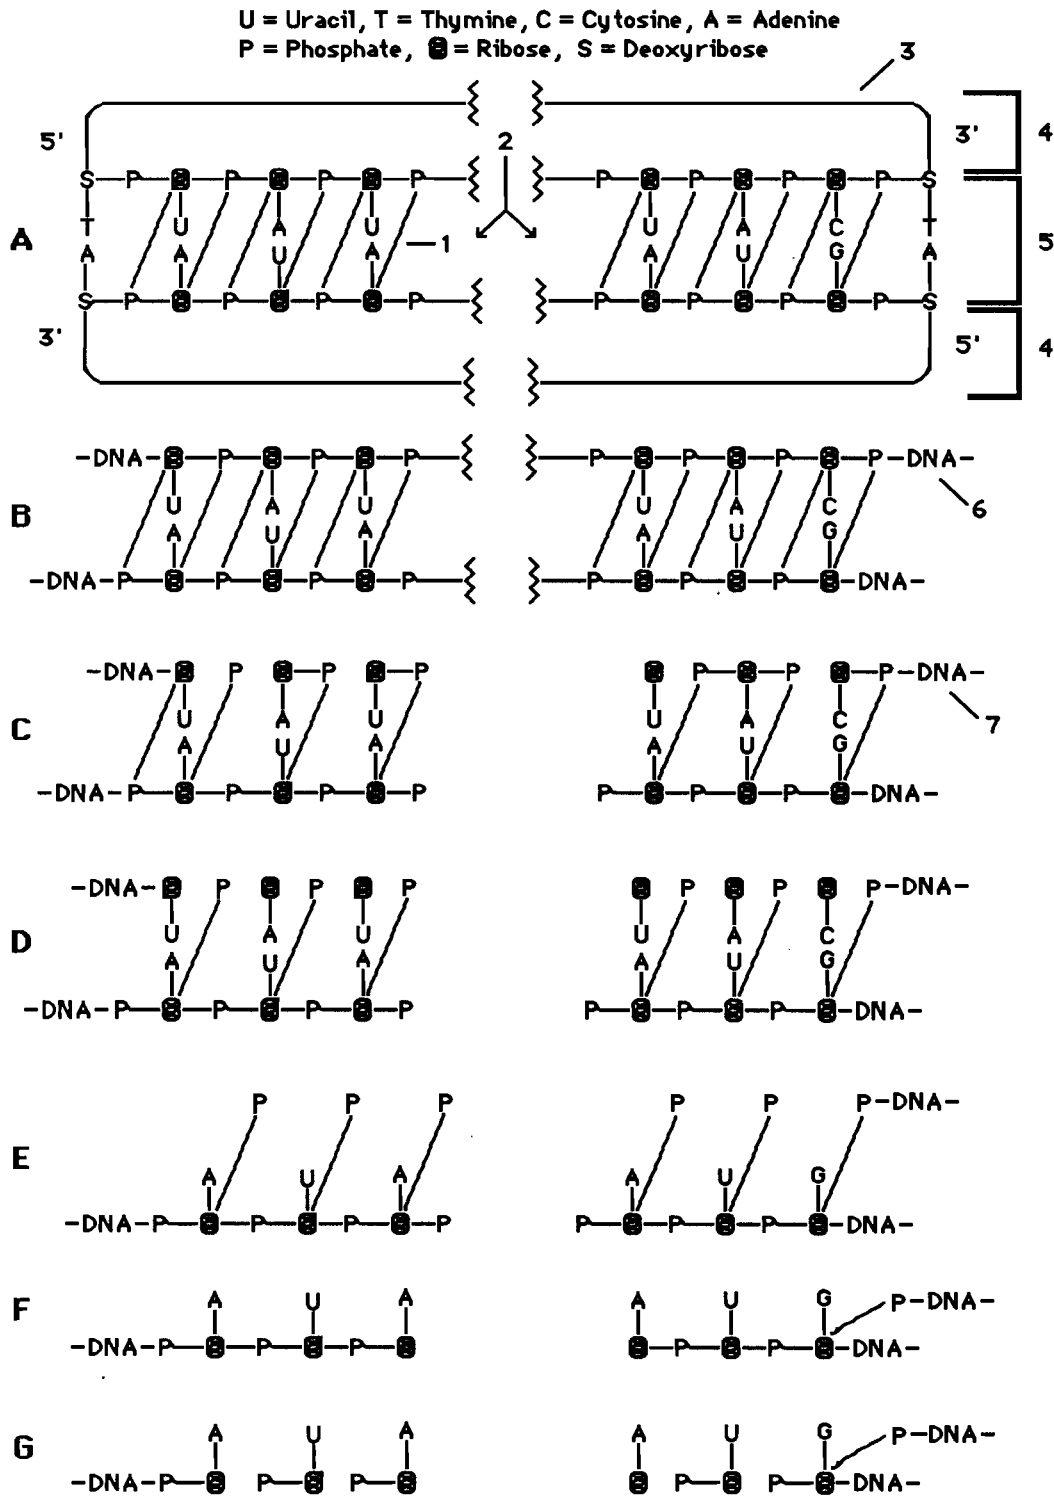 U = Uracil, T = Thymine, C = Cytosine, A = Adenine
P = Phosphate, = Ribose, S = Deoxyribose
3
5' 2 3' 4
S P P P P P P P P S
T U A U U A C T
A 1 5
A A U A A U G A
S P P P P P P P P S
3' 5' 4
-DNA- P P P P P P P -DNA-
6
B
U A U U A C
A U A A U G
-DNA- P P P P P P P -DNA-
-DNA- P P P P P P -DNA-
7
C
U A U U A C
A U A A U G
-DNA- P P P P P P P -DNA-
-DNA- P P P P P P -DNA-
D
U A U U A C
A U A A U G
-DNA- P P P P P P P -DNA-
P P P P P P -DNA-
E
A U A A U G
-DNA- P P P P P P P -DNA-
F
A U A A U G P -DNA-
-DNA- P P P P P -DNA-
G
A U A A U G P -DNA-
-DNA- P P P P P -DNA-